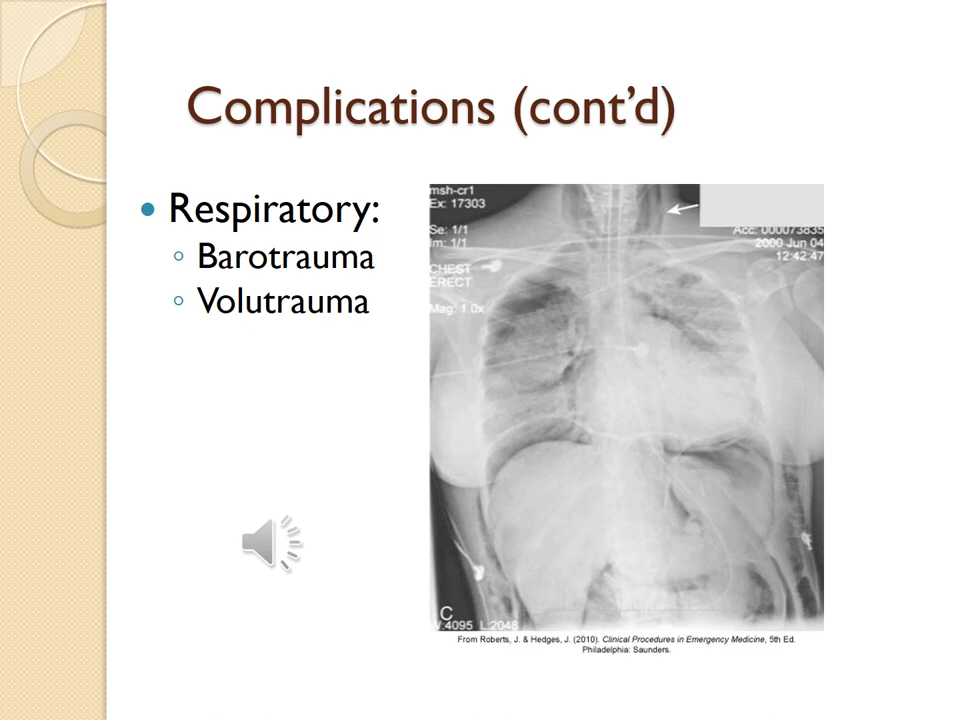 Complications (cont’d)
Respiratory:
Barotrauma
Volutrauma
msh-cr1
Ex: 17303
Se: 1/1
Im: 1/1
Acc: 000073835
2000 Jun 04
12:42:47
CHEST
ERECT
Mag: 1.0x
C
W:4095 L:2048
From Roberts, J. & Hedges, J. (2010). Clinical Procedures in Emergency Medicine, 5th Ed.
Philadelphia: Saunders.